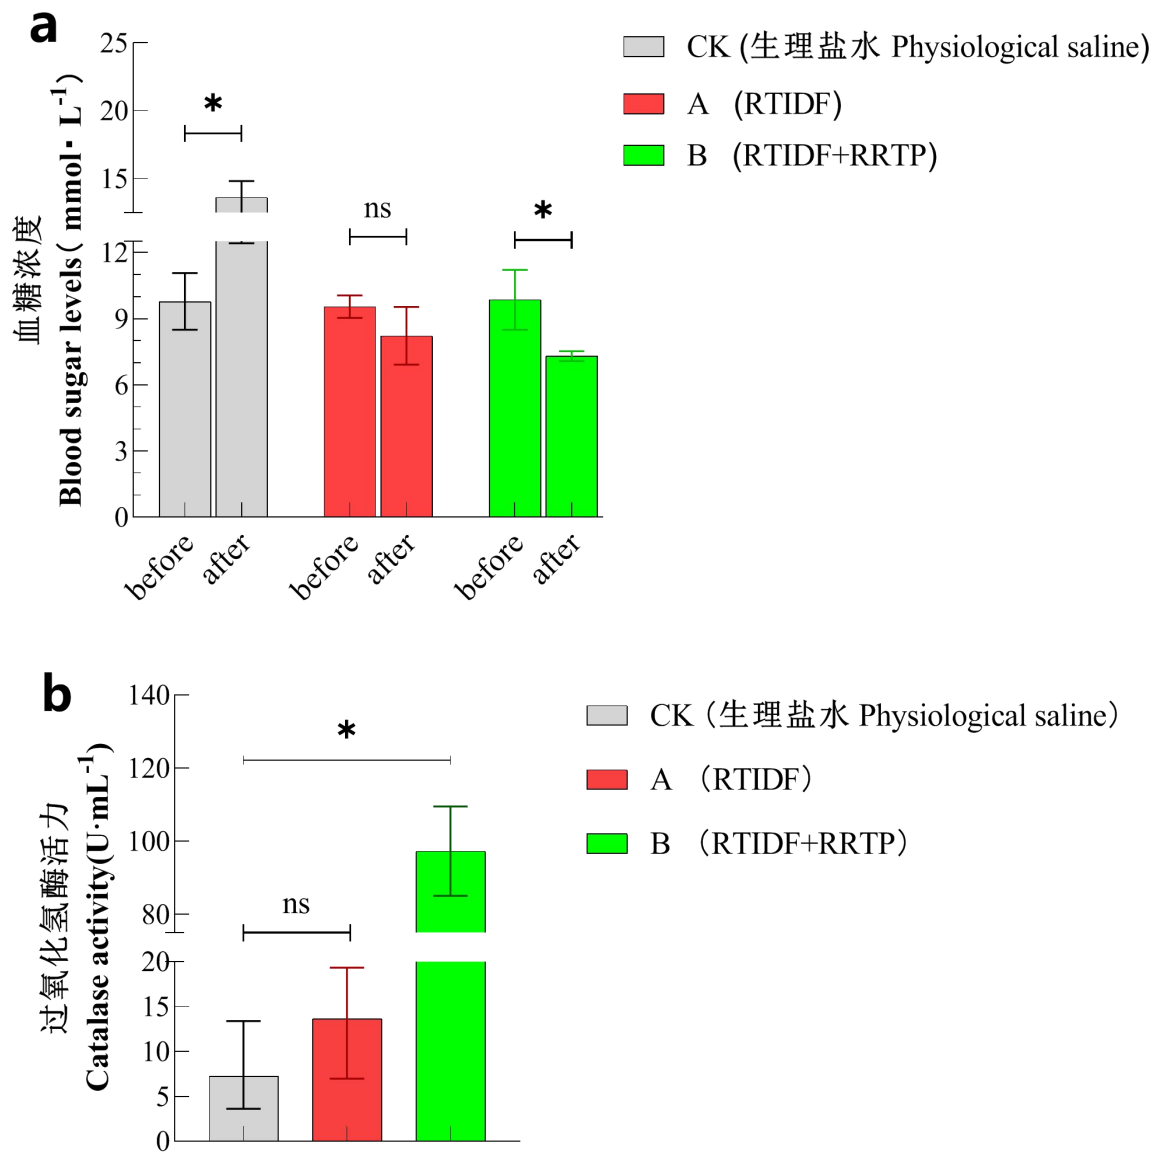 a
血糖浓度
Blood sugar levels( mmol· L-1)
25
20
15
12
9
6
3
0
*
ns
*
before
after
before
after
before
after
CK (生理盐水 Physiological saline)
A (RTIDF)
B (RTIDF+RRTP)
b
过氧化氢酶活力
Catalase activity(U·mL-1)
140
120
100
80
20
15
10
5
0
*
ns
CK（生理盐水 Physiological saline）
A （RTIDF）
B （RTIDF+RRTP）